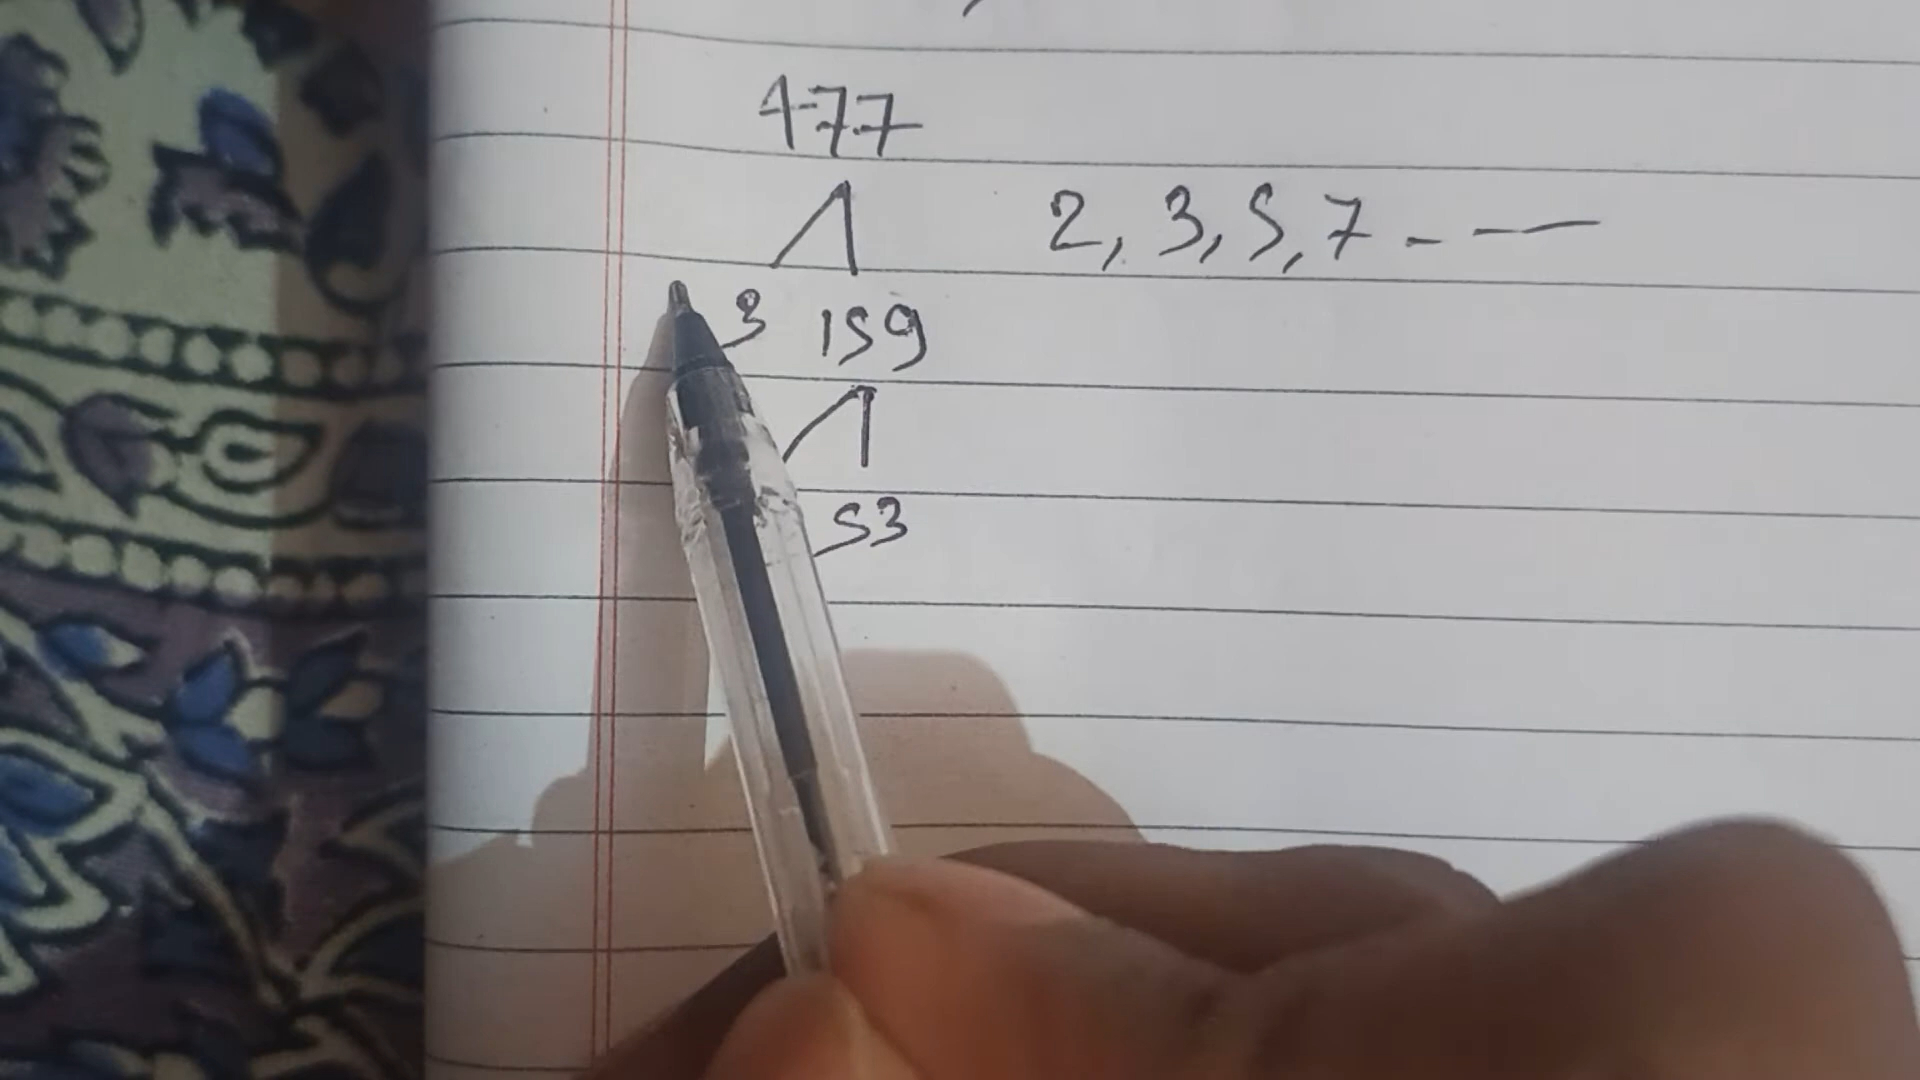 477
2, 3, 5, 7 - —
3 159
53